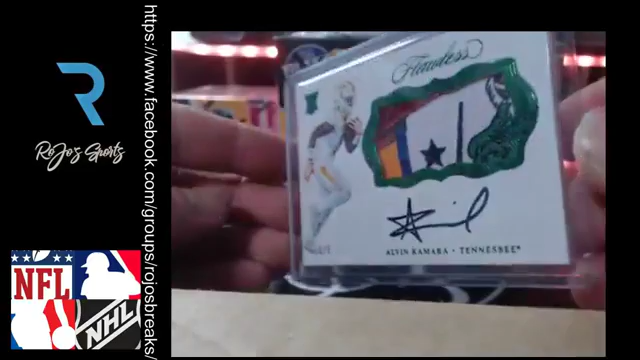 R
RoJo's Sports
https://www.facebook.com/groups/rojosbreaks/
NFL
NHL
Flawless
ALVIN KAMARA • TENNESSEE®